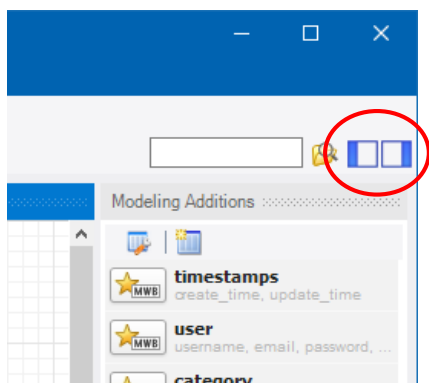 Modeling Additions
MWB
timestamps
create_time, update_time
MWB
user
username, email, password, ...
category